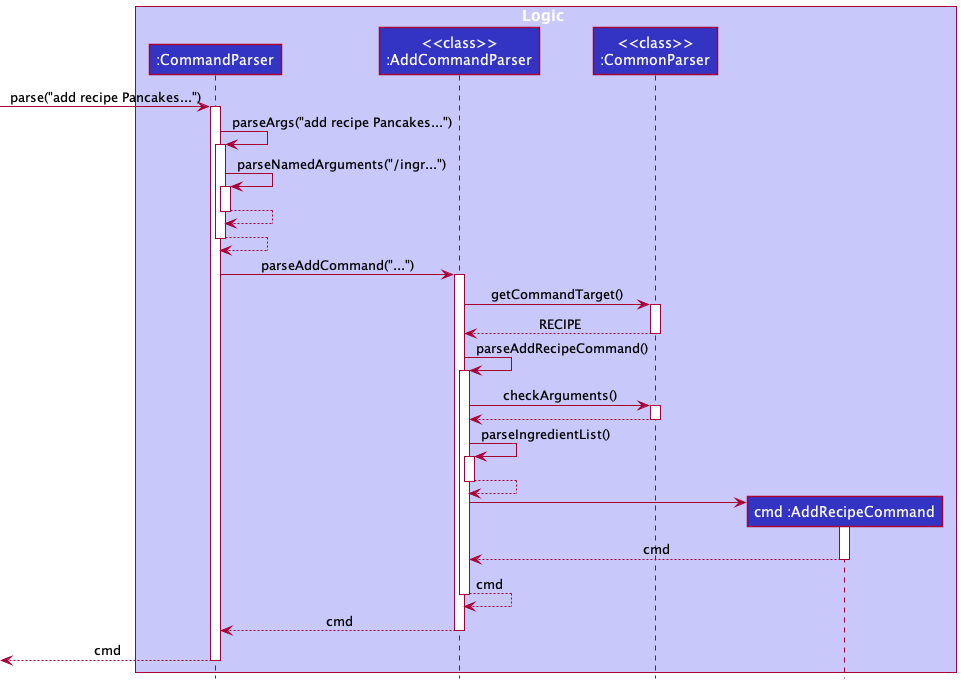 Logic
:CommandParser
<<class>>
:AddCommandParser
<<class>>
:CommonParser
parse("add recipe Pancakes...")
parseArgs("add recipe Pancakes...")
parseNamedArguments("/ingr...")
parseAddCommand("...")
getCommandTarget()
RECIPE
parseAddRecipeCommand()
checkArguments()
parseIngredientList()
cmd :AddRecipeCommand
cmd
cmd
cmd
cmd